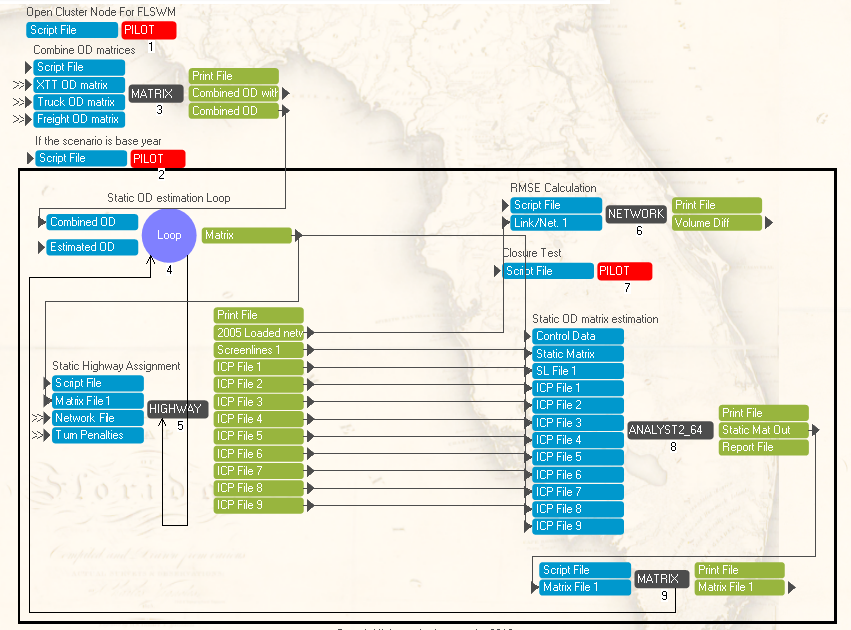 Open Cluster Node For FLSWM
Script File PILOT
1
Combine OD matrices
Script File
XTT OD matrix
Truck OD matrix
Freight OD matrix
MATRIX
3
Print File
Combined OD with
Combined OD
If the scenario is base year
Script File PILOT
2
Static OD estimation Loop
Combined OD
Estimated OD
Loop
4
Matrix
RMSE Calculation
Script File
Link/Net. 1
NETWORK
6
Print File
Volume Diff
Closure Test
Script File PILOT
7
Static Highway Assignment
Script File
Matrix File 1
Network File
Turn Penalties
HIGHWAY
5
Print File
2005 Loaded netw
Screenlines 1
ICP File 1
ICP File 2
ICP File 3
ICP File 4
ICP File 5
ICP File 6
ICP File 7
ICP File 8
ICP File 9
Static OD matrix estimation
Control Data
Static Matrix
SL File 1
ICP File 1
ICP File 2
ICP File 3
ICP File 4
ICP File 5
ICP File 6
ICP File 7
ICP File 8
ICP File 9
ANALYST2_64
8
Print File
Static Mat Out
Report File
Script File
Matrix File 1
MATRIX
9
Print File
Matrix File 1
Florida